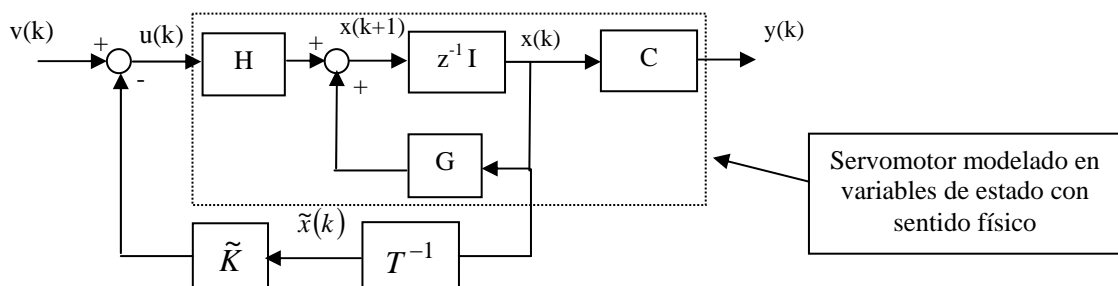 v(k)
+
-
u(k)
H
+
+
x(k+1)
z⁻¹ I
x(k)
C
y(k)
G
Servomotor modelado en
variables de estado con
sentido físico
x̃(k)
K̃
T⁻¹